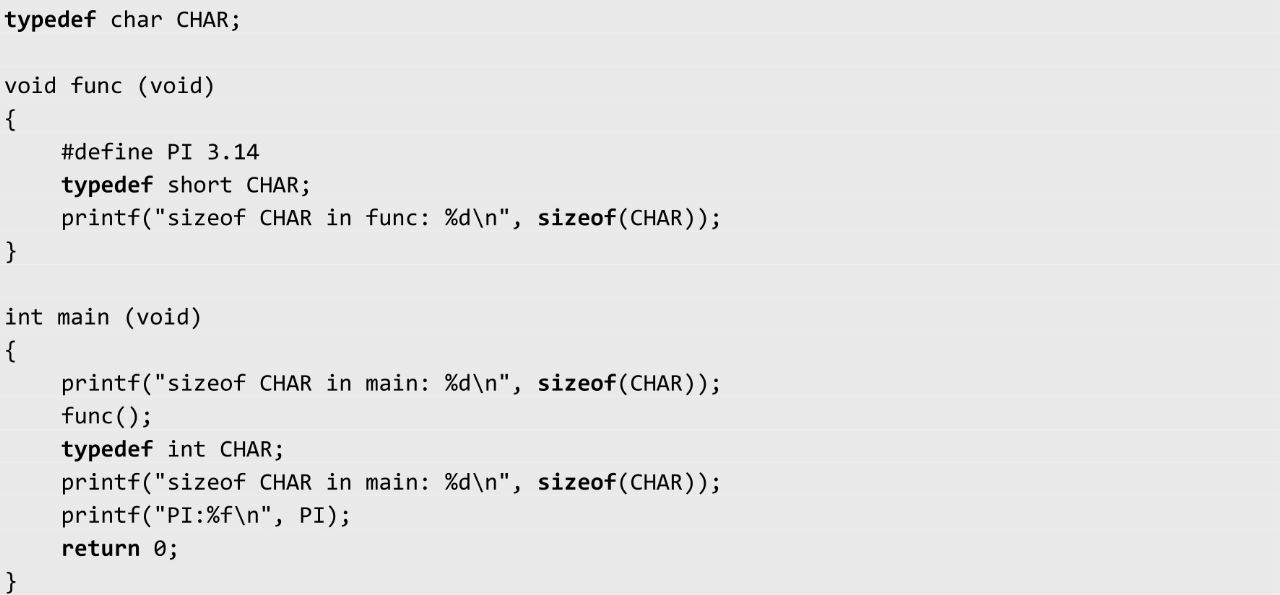 typedef char CHAR;
void func (void)
{
#define PI 3.14
typedef short CHAR;
printf("sizeof CHAR in func: %d\n", sizeof(CHAR));
}
int main (void)
{
printf("sizeof CHAR in main: %d\n", sizeof(CHAR));
func();
typedef int CHAR;
printf("sizeof CHAR in main: %d\n", sizeof(CHAR));
printf("PI:%f\n", PI);
return 0;
}